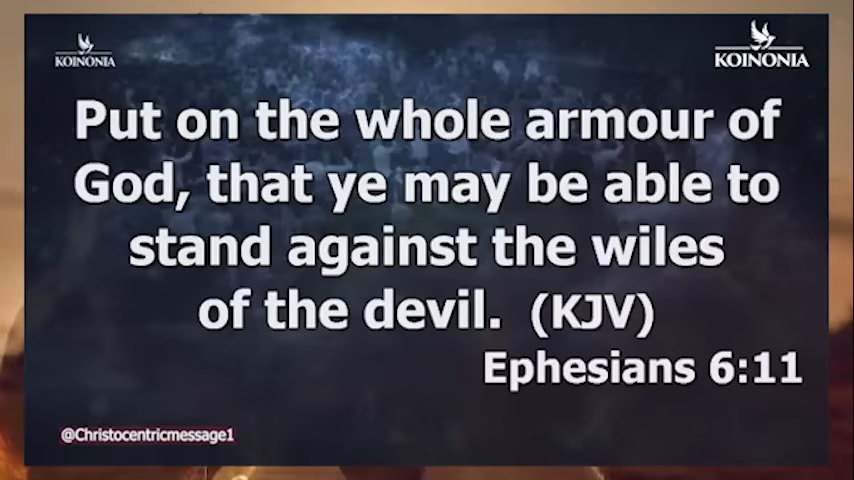 KOINONIA
KOINONIA
Put on the whole armour of
God, that ye may be able to
stand against the wiles
of the devil. (KJV)
Ephesians 6:11
@Christocentricmessage1